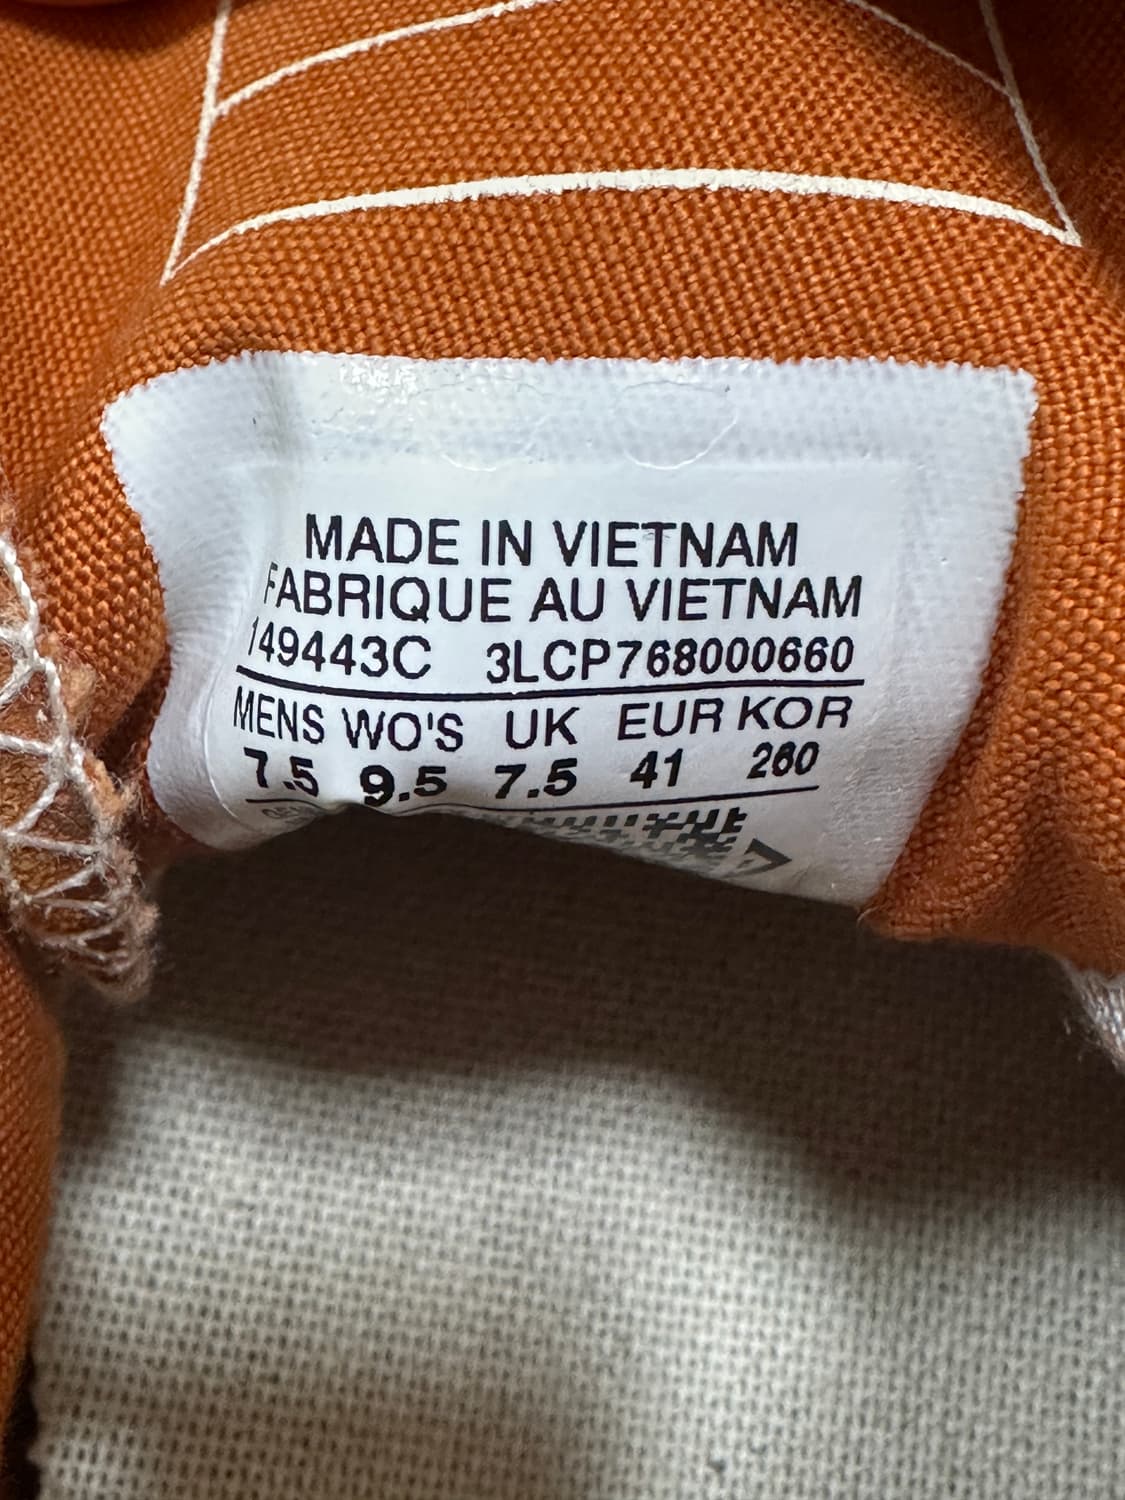 MADE IN VIETNAM
FABRIQUE AU VIETNAM
149443C 3LCP768000660
MENS WO'S UK EUR KOR
7.5 9.5 7.5 41 260